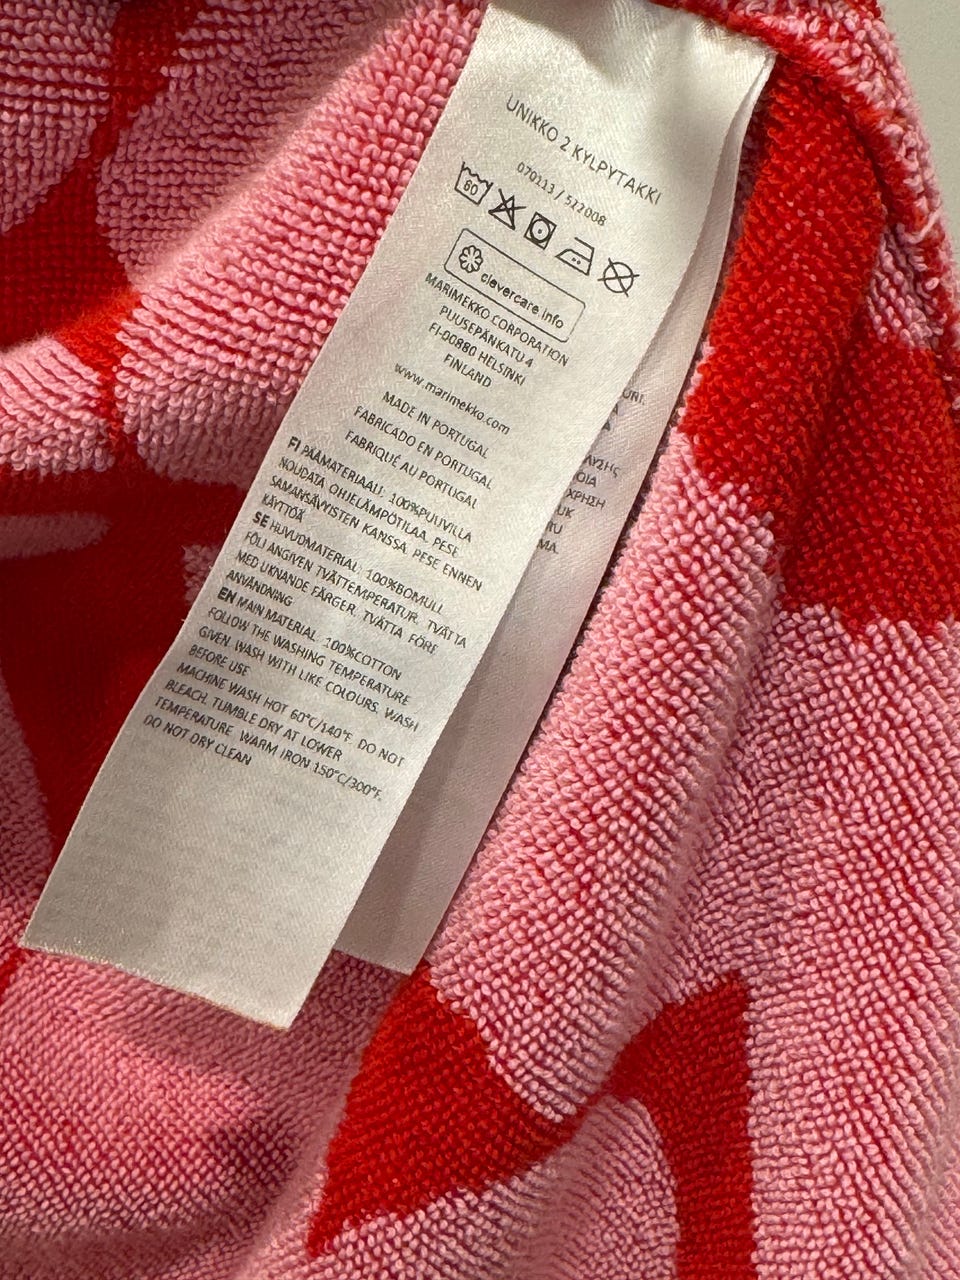 UNIKKO 2 KYLPYTAKKI
070113 / 522008
60
clevercare.info
MARIMEKKO CORPORATION
PUUSEPÄNKATU 4
FI-00880 HELSINKI
FINLAND
www.marimekko.com
MADE IN PORTUGAL
FABRICADO EN PORTUGAL
FABRIQUÉ AU PORTUGAL
FI PÄÄMATERIAALI: 100%PUUVILLA
NOUDATA OHJELÄMPÖTILAA. PESE
SAMANSÄVYISTEN KANSSA. PESE ENNEN
KÄYTTÖÄ
SE HUVUDMATERIAL: 100%BOMULL
FÖLJ ANGIVEN TVÄTTEMPERATUR. TVÄTTA
MED LIKNANDE FÄRGER. TVÄTTA FÖRE
ANVÄNDNING
EN MAIN MATERIAL: 100%COTTON
FOLLOW THE WASHING TEMPERATURE
GIVEN. WASH WITH LIKE COLOURS. WASH
BEFORE USE
MACHINE WASH HOT 60°C/140°F. DO NOT
BLEACH. TUMBLE DRY AT LOWER
TEMPERATURE. WARM IRON 150°C/300°F.
DO NOT DRY CLEAN